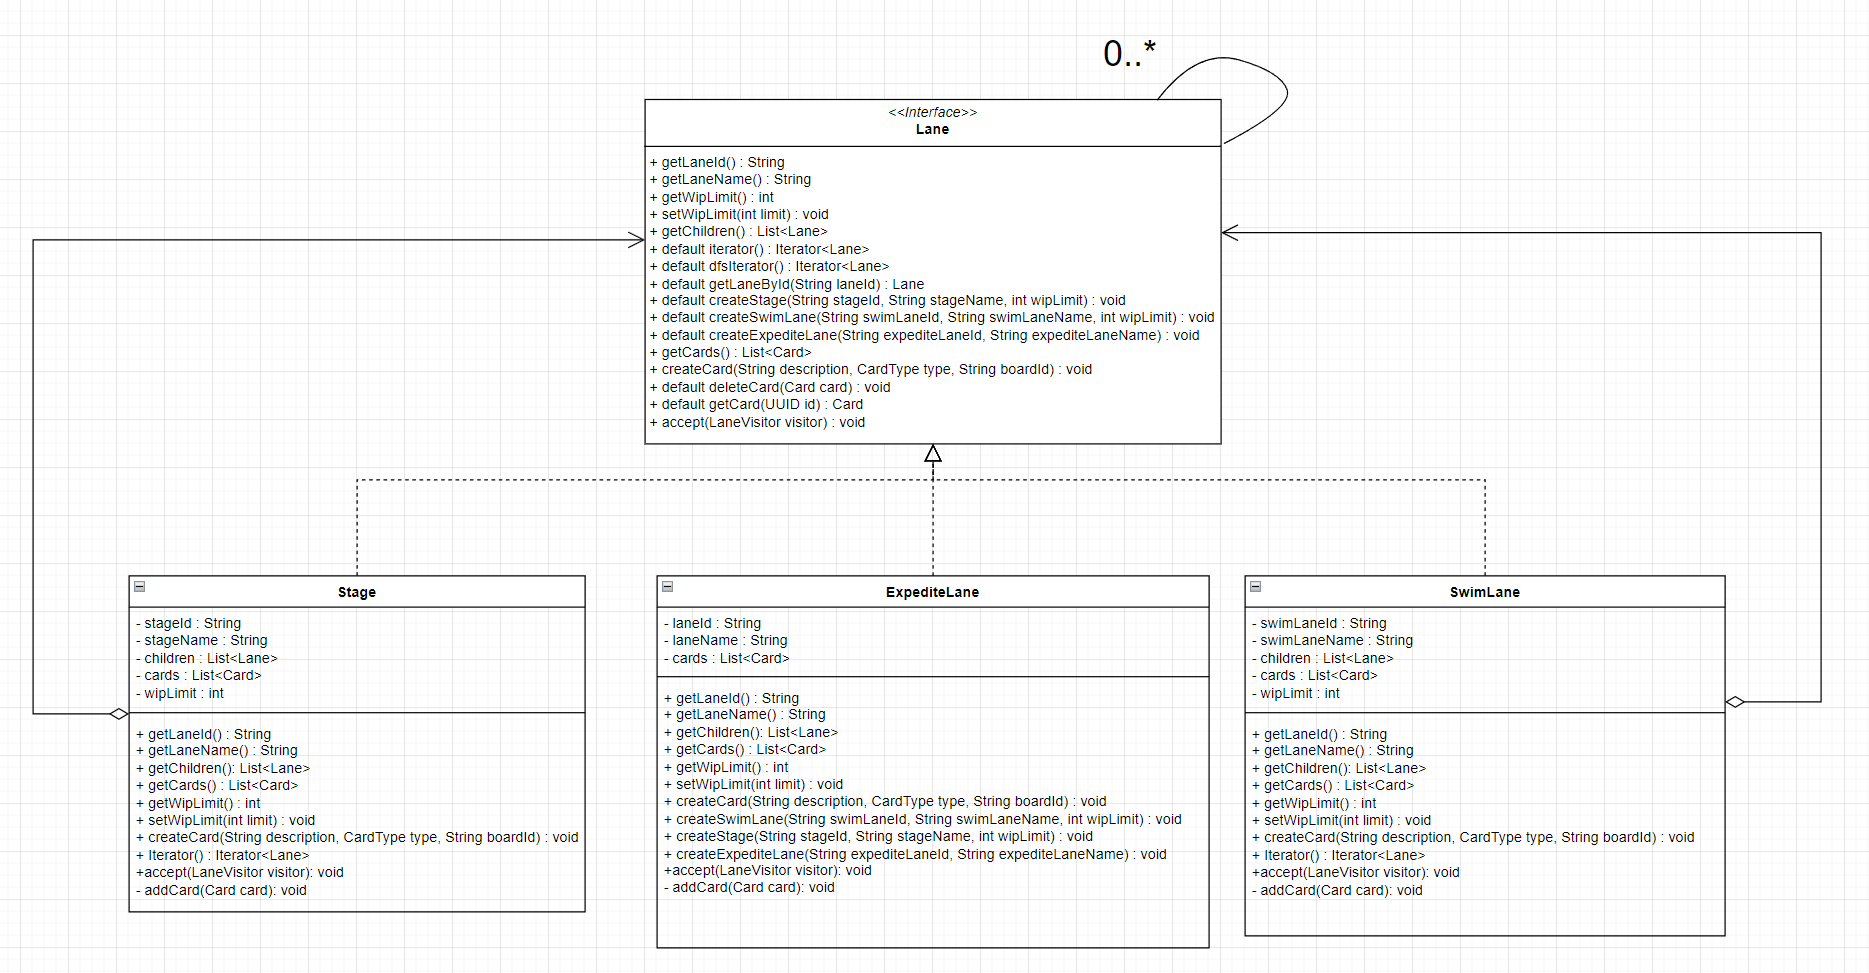 0..*
<<Interface>>
Lane
+ getLaneId() : String
+ getLaneName() : String
+ getWipLimit() : int
+ setWipLimit(int limit) : void
+ getChildren() : List<Lane>
+ default iterator() : Iterator<Lane>
+ default dfsIterator() : Iterator<Lane>
+ default getLaneById(String laneId) : Lane
+ default createStage(String stageId, String stageName, int wipLimit) : void
+ default createSwimLane(String swimLaneId, String swimLaneName, int wipLimit) : void
+ default createExpediteLane(String expediteLaneId, String expediteLaneName) : void
+ getCards() : List<Card>
+ createCard(String description, CardType type, String boardId) : void
+ default deleteCard(Card card) : void
+ default getCard(UUID id) : Card
+ accept(LaneVisitor visitor) : void
Stage
- stageId : String
- stageName : String
- children : List<Lane>
- cards : List<Card>
- wipLimit : int
+ getLaneId() : String
+ getLaneName() : String
+ getChildren(): List<Lane>
+ getCards() : List<Card>
+ getWipLimit() : int
+ setWipLimit(int limit) : void
+ createCard(String description, CardType type, String boardId) : void
+ Iterator() : Iterator<Lane>
+accept(LaneVisitor visitor): void
- addCard(Card card): void
ExpediteLane
- laneId : String
- laneName : String
- cards : List<Card>
+ getLaneId() : String
+ getLaneName() : String
+ getChildren(): List<Lane>
+ getCards() : List<Card>
+ getWipLimit() : int
+ setWipLimit(int limit) : void
+ createCard(String description, CardType type, String boardId) : void
+ createSwimLane(String swimLaneId, String swimLaneName, int wipLimit) : void
+ createStage(String stageId, String stageName, int wipLimit) : void
+ createExpediteLane(String expediteLaneId, String expediteLaneName) : void
+accept(LaneVisitor visitor): void
- addCard(Card card): void
SwimLane
- swimLaneId : String
- swimLaneName : String
- children : List<Lane>
- cards : List<Card>
- wipLimit : int
+ getLaneId() : String
+ getLaneName() : String
+ getChildren(): List<Lane>
+ getCards() : List<Card>
+ getWipLimit() : int
+ setWipLimit(int limit) : void
+ createCard(String description, CardType type, String boardId) : void
+ Iterator() : Iterator<Lane>
+accept(LaneVisitor visitor): void
- addCard(Card card): void